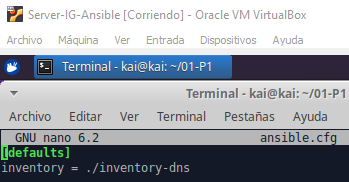 Server-IG-Ansible [Corriendo] - Oracle VM VirtualBox
Archivo Máquina Ver Entrada Dispositivos Ayuda
Terminal - kai@kai: ~/01-P1
Terminal - kai@kai: ~/01-P1
Archivo Editar Ver Terminal Pestañas Ayuda
GNU nano 6.2 ansible.cfg
[defaults]
inventory = ./inventory-dns